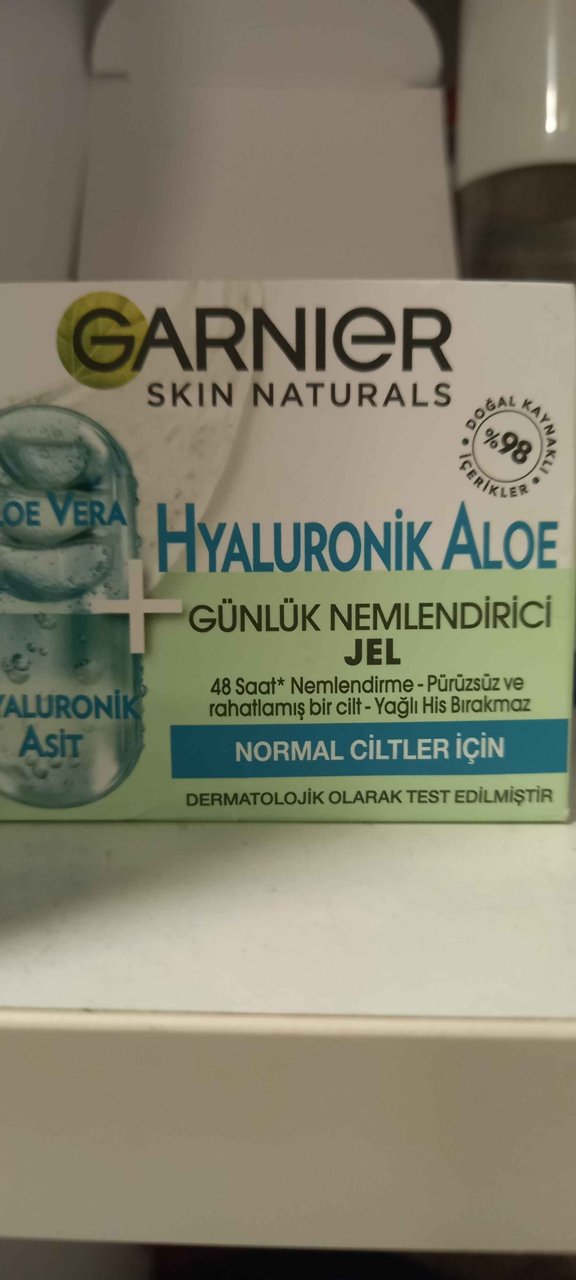 GARNIER
SKIN NATURALS
DOĞAL KAYNAKLI
%98
İÇERİKLER
HYALURONİK ALOE
VERA
+
GÜNLÜK NEMLENDİRİCİ
JEL
48 Saat* Nemlendirme - Pürüzsüz ve
rahatlamış bir cilt - Yağlı His Bırakmaz
ASİT
NORMAL CİLTLER İÇİN
DERMATOLOJİK OLARAK TEST EDİLMİŞTİR